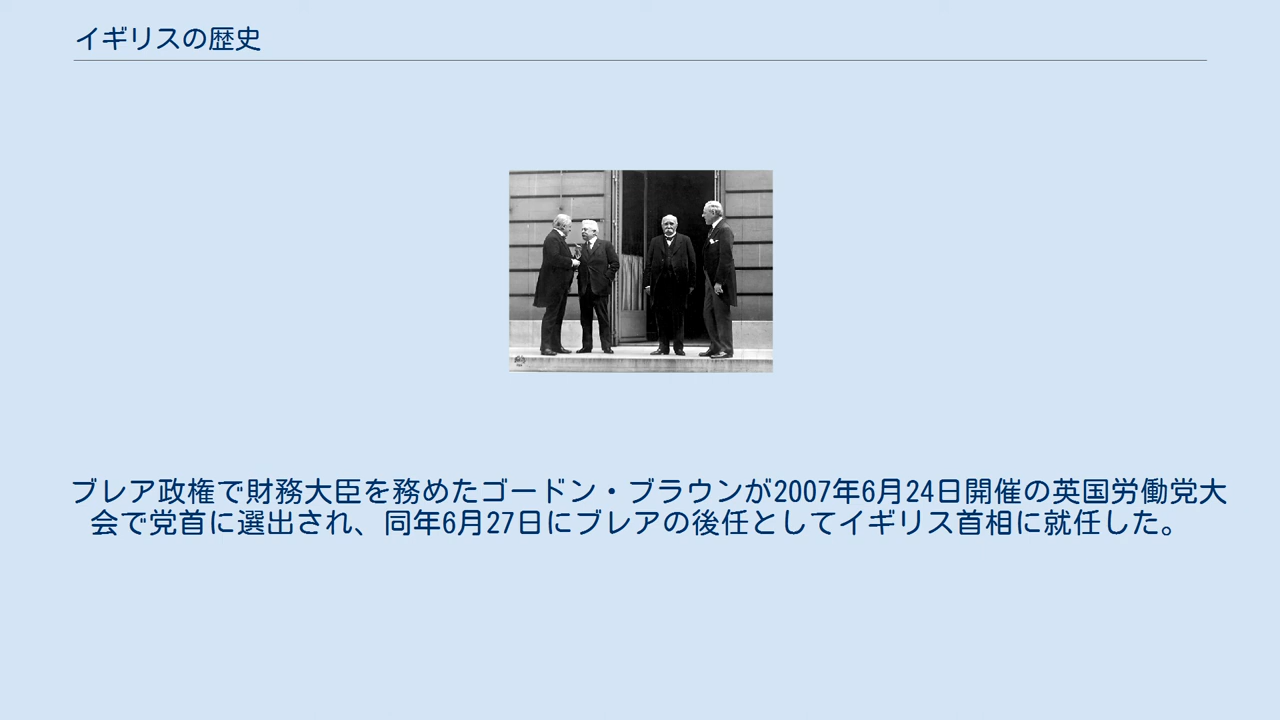 イギリスの歴史
ブレア政権で財務大臣を務めたゴードン・ブラウンが2007年6月24日開催の英国労働党大
会で党首に選出され、同年6月27日にブレアの後任としてイギリス首相に就任した。